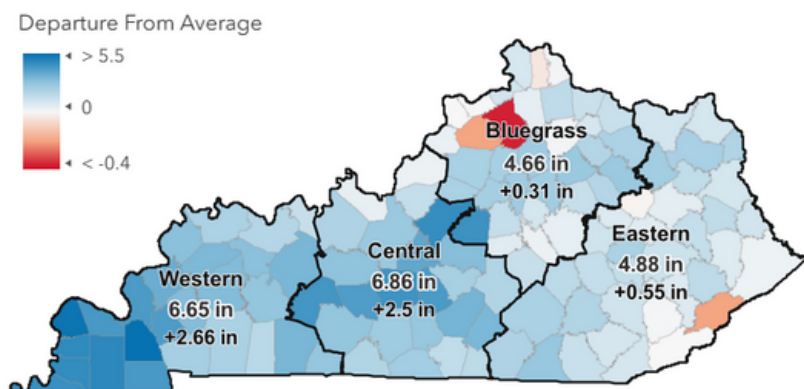 Departure From Average
> 5.5
0
< -0.4
Bluegrass
4.66 in
+0.31 in
Eastern
4.88 in
+0.55 in
Central
6.86 in
+2.5 in
Western
6.65 in
+2.66 in